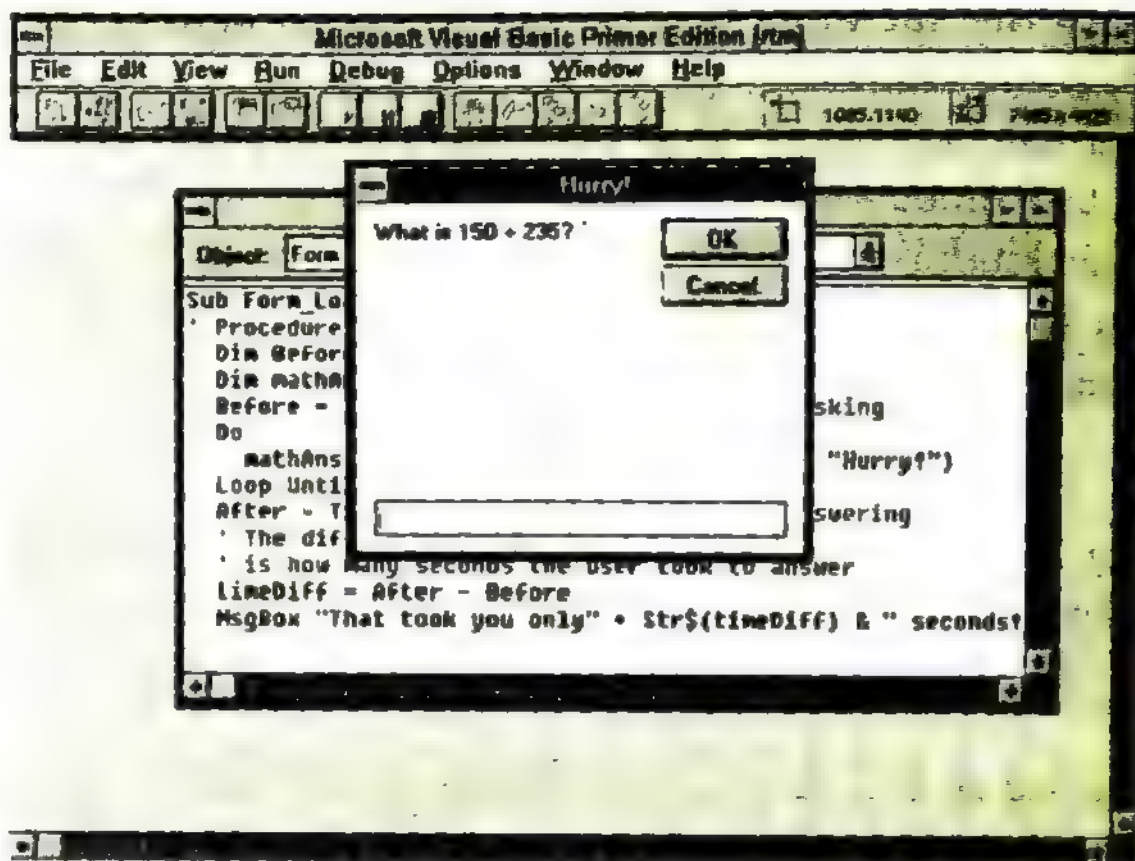 Microsoft Visual Basic Primer Edition [run]
File Edit View Run Debug Options Window Help
1085,1140
Hurry!
What is 150 + 235?
OK
Cancel
Object: Form
Sub Form_Lo
' Procedure
Dim Befor
Dim mathA
Before = sking
Do
mathAns "Hurry!")
Loop Unti
After = T swering
' The dif
' is how many seconds the user took to answer
timeDiff = After - Before
MsgBox "That took you only" + Str$(timeDiff) & " seconds!